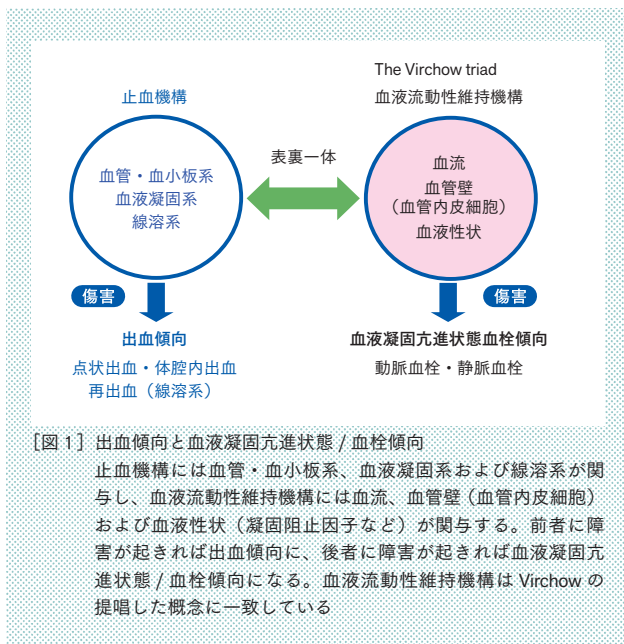 The Virchow triad
止血機構
血液流動性維持機構
表裏一体
血管・血小板系
血液凝固系
線溶系
血流
血管壁
（血管内皮細胞）
血液性状
傷害
傷害
出血傾向
点状出血・体腔内出血
再出血（線溶系）
血液凝固亢進状態血栓傾向
動脈血栓・静脈血栓
［図1］出血傾向と血液凝固亢進状態 / 血栓傾向
止血機構には血管・血小板系、血液凝固系および線溶系が関
与し、血液流動性維持機構には血流、血管壁（血管内皮細胞）
および血液性状（凝固阻止因子など）が関与する。前者に障
害が起きれば出血傾向に、後者に障害が起きれば血液凝固亢
進状態 / 血栓傾向になる。血液流動性維持機構は Virchow の
提唱した概念に一致している